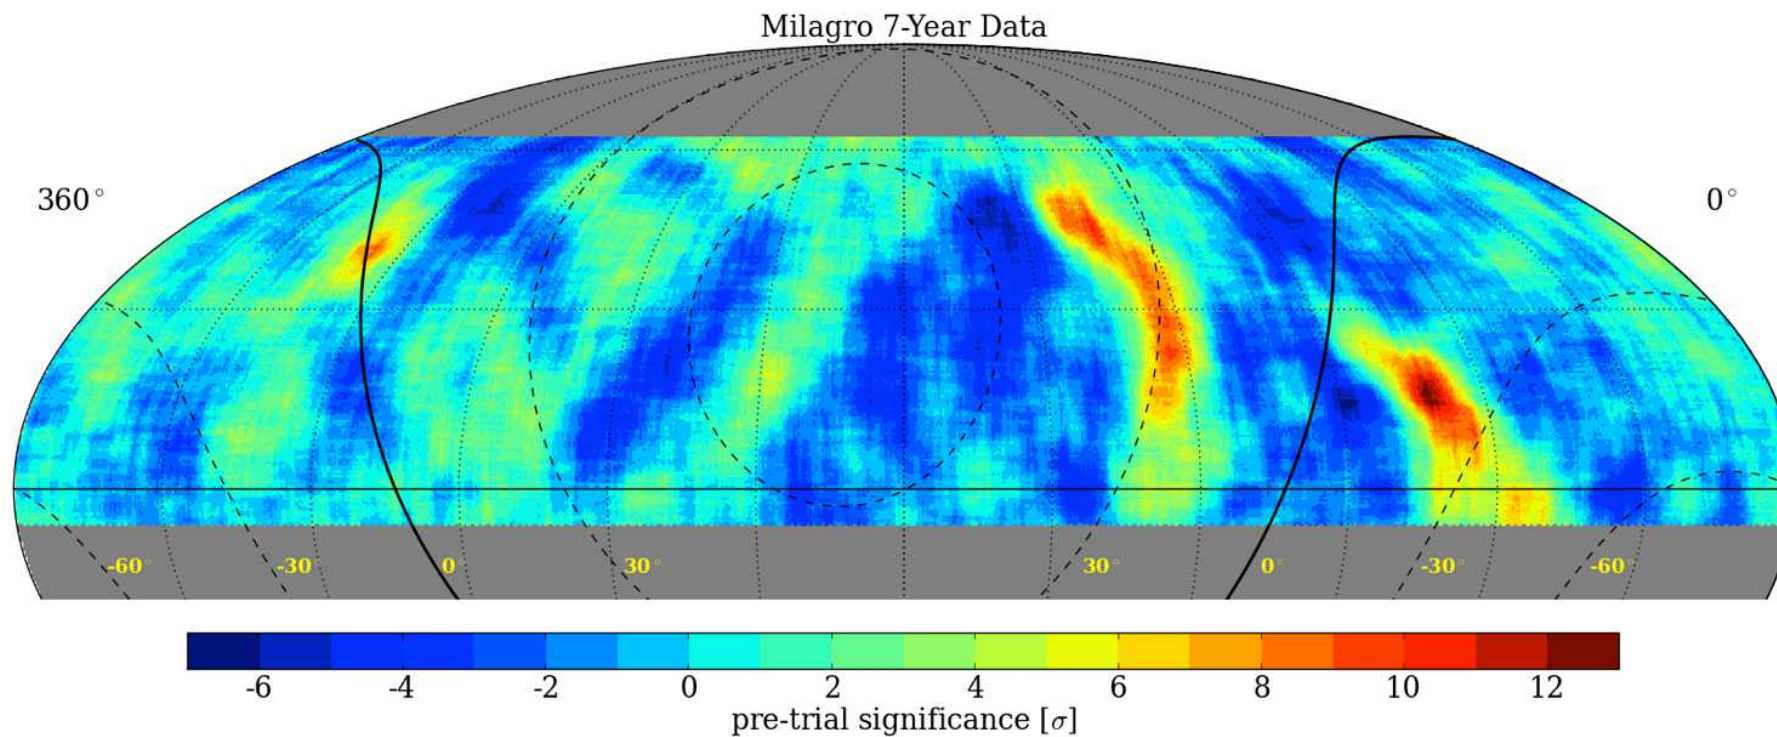 Milagro 7-Year Data
360°
0°
-60° -30° 0° 30° 30° 0° -30° -60°
-6 -4 -2 0 2 4 6 8 10 12
pre-trial significance [σ]